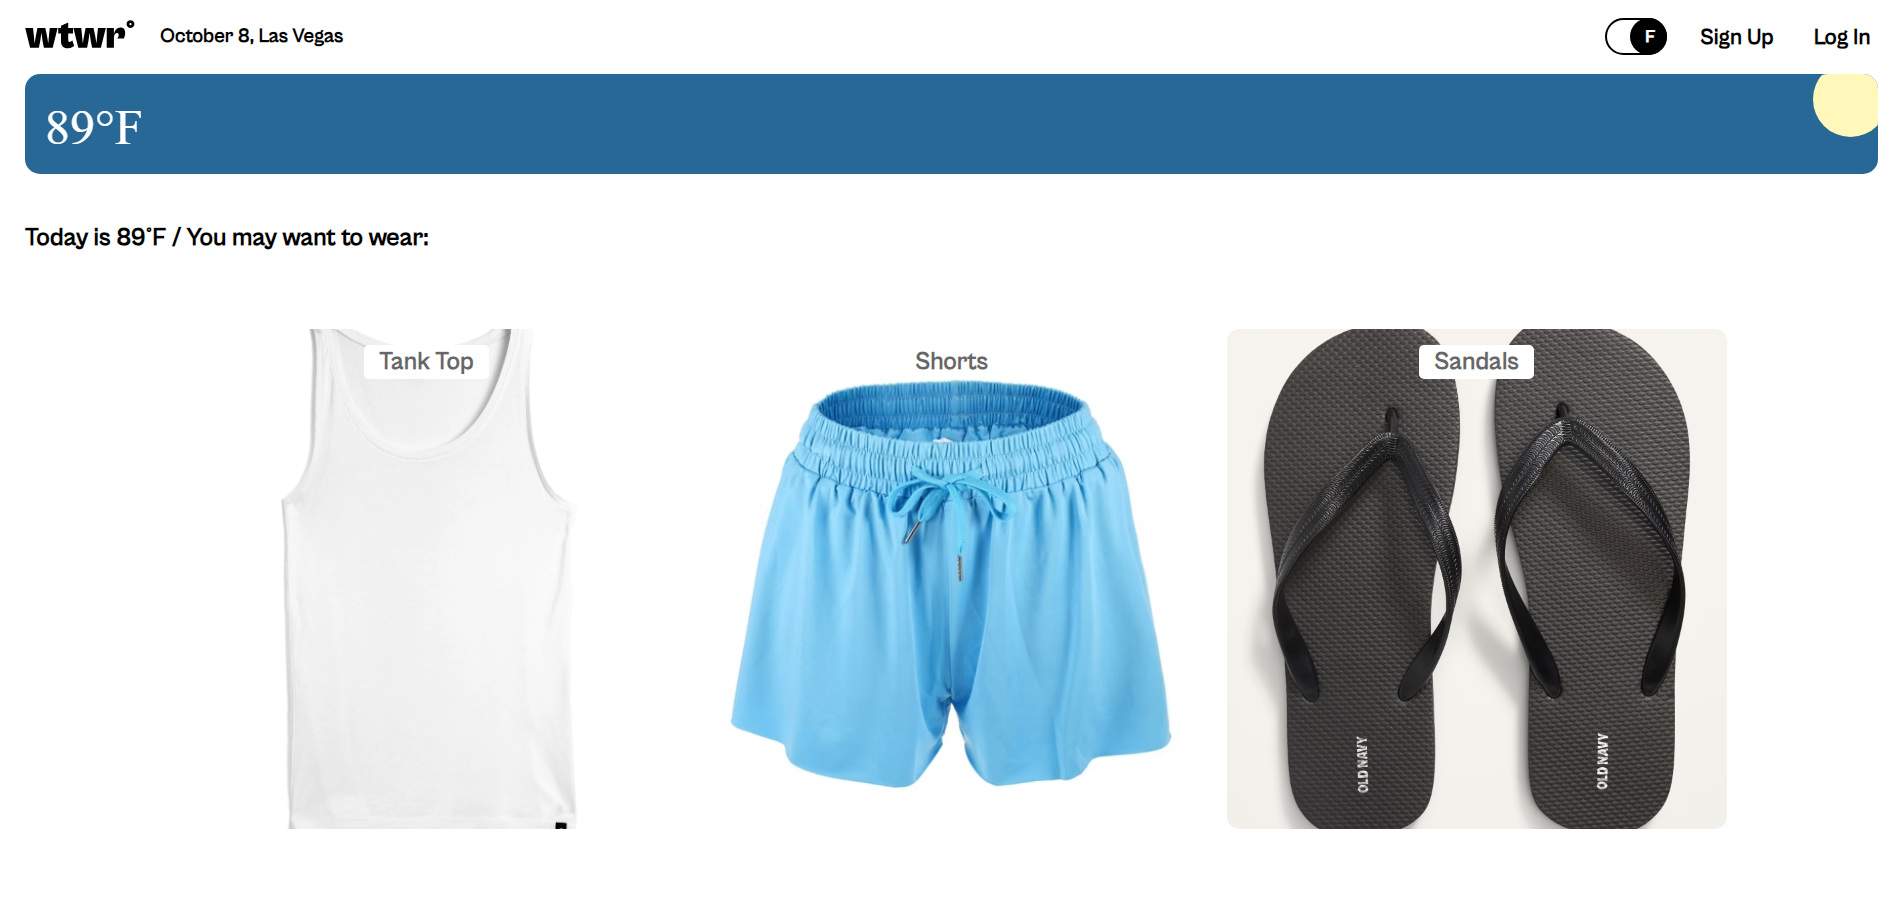 wtwr°
October 8, Las Vegas
F
Sign Up
Log In
89°F
Today is 89°F / You may want to wear:
Tank Top
Shorts
Sandals
OLD NAVY
OLD NAVY